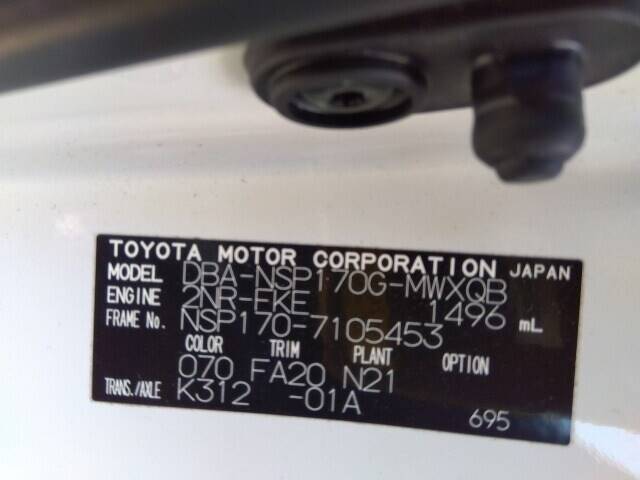 TOYOTA MOTOR CORPORATION JAPAN
MODEL DBA-NSP170G-MWXQB
ENGINE 2NR-FKE 1496 mL
FRAME No. NSP170-7105453
COLOR TRIM PLANT OPTION
070 FA20 N21
TRANS./AXLE K312 -01A
695